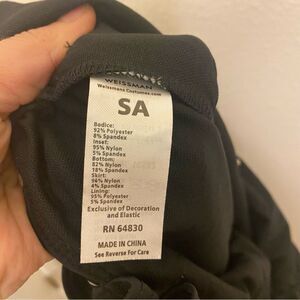 WEISSMAN
Weissmans Costumes.com
SA
Bodice:
92% Polyester
8% Spandex
Inset:
95% Nylon
5% Spandex
Bottom:
82% Nylon
18% Spandex
Skirt:
96% Nylon
4% Spandex
Lining:
95% Polyester
5% Spandex
Exclusive of Decoration
and Elastic
RN 64830
MADE IN CHINA
See Reverse For Care